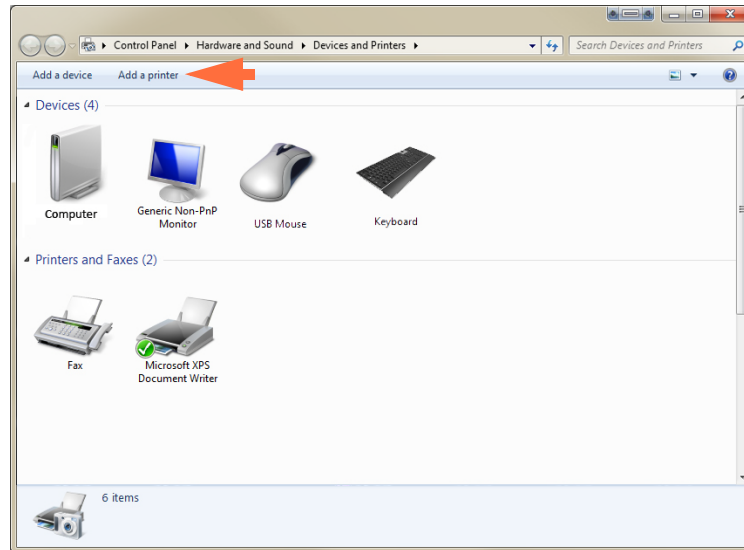 Control Panel Hardware and Sound Devices and Printers
Search Devices and Printers
Add a device Add a printer
Devices (4)
Computer
Generic Non-PnP
Monitor
USB Mouse
Keyboard
Printers and Faxes (2)
Fax
Microsoft XPS
Document Writer
6 items